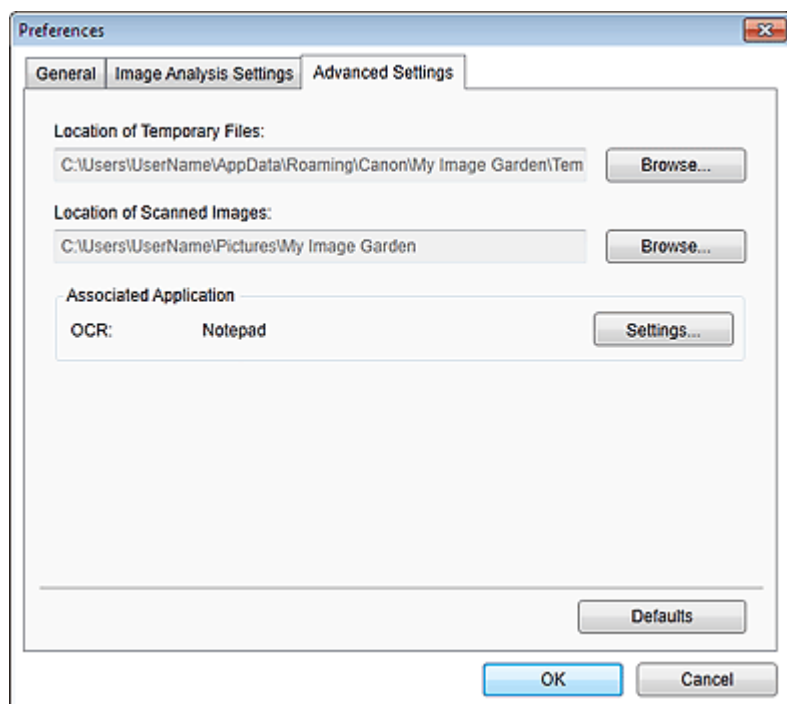 Preferences
General Image Analysis Settings Advanced Settings
Location of Temporary Files:
C:\Users\UserName\AppData\Roaming\Canon\My Image Garden\Tem Browse...
Location of Scanned Images:
C:\Users\UserName\Pictures\My Image Garden Browse...
Associated Application
OCR: Notepad Settings...
Defaults
OK Cancel